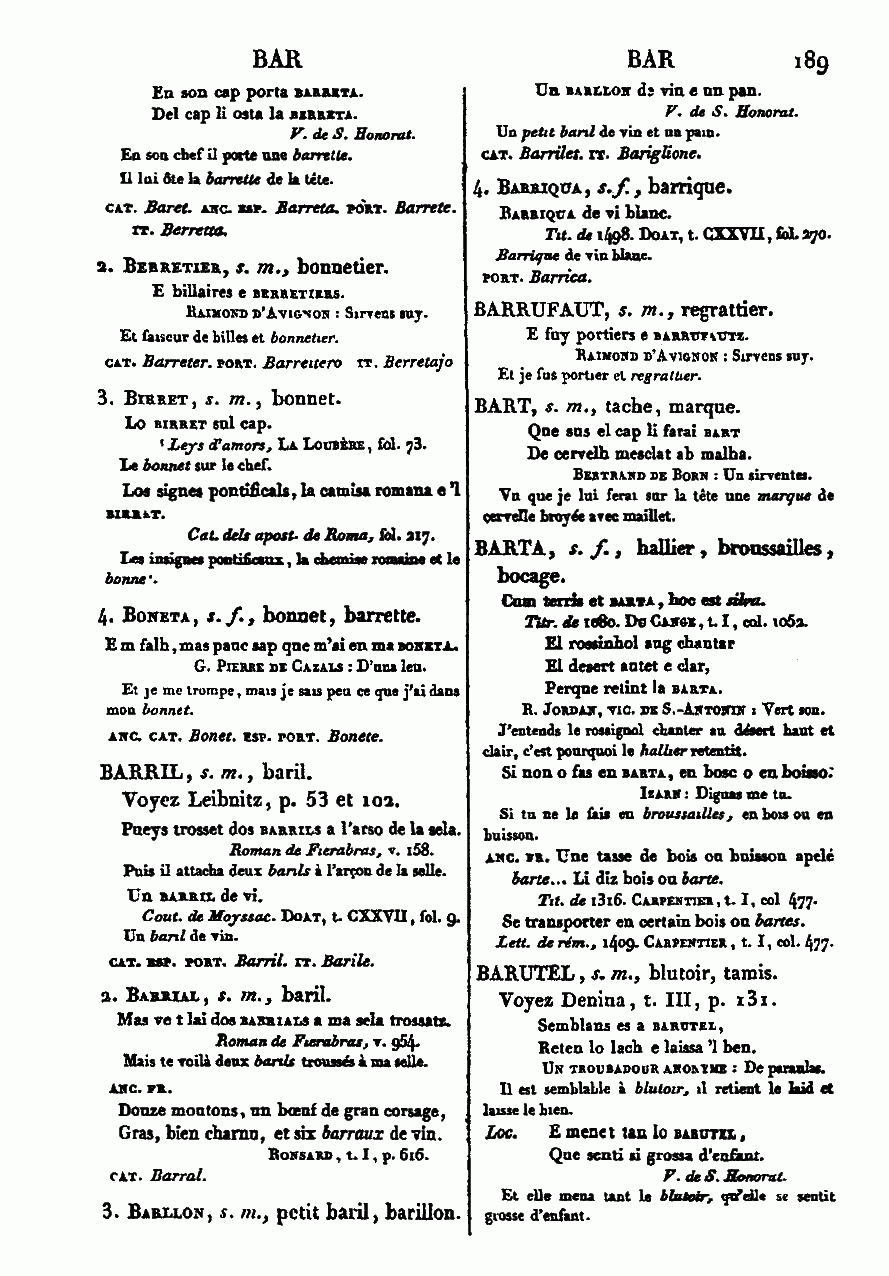 BAR BAR 189
En son cap porta BARRETA.
Del cap li osta la BERRETA.
V. de S. Honorat.
En son chef il porte une barrette.
Il lui ôte la barrette de la tête.
CAT. Baret. ANC. ESP. Barreta. PORT. Barrete.
IT. Berretta.
2. BERRETIER, s. m., bonnetier.
E billaires e BERRETIERS.
RAIMOND D'AVIGNON : Sirvens suy.
Et faiseur de billes et bonnetier.
CAT. Barreter. PORT. Barreitero IT. Berretajo
3. BIRRET, s. m., bonnet.
Lo BIRRET sul cap.
Leys d'amors, LA LOUBÈRE, fol. 73.
Le bonnet sur le chef.
Los signes pontificals, la camisa romana e 'l
BIRRET.
Cat. dels apost. de Roma, fol. 217.
Les insignes pontificaux, la chemise romaine et le
bonnet.
4. BONETA, s. f., bonnet, barrette.
Em falh, mas pauc sap que m'ai en ma BONETA.
G. PIERRE DE CAZALS : D'una leu.
Et je me trompe, mais je sais peu ce que j'ai dans
mon bonnet.
ANC. CAT. Bonet. ESP. PORT. Bonete.
BARRIL, s. m., baril.
Voyez Leibnitz, p. 53 et 102.
Pueys trosset dos BARRILS a l'arso de la sela.
Roman de Fierabras, v. 158.
Puis il attacha deux barils à l'arçon de la selle.
Un BARRIL de vi.
Cout. de Moyssac. DOAT, t. CXXVII, fol. 9.
Un baril de vin.
CAT. ESP. PORT. Barril. IT. Barile.
2. BARRIAL, s. m., baril.
Mas ve t lai dos BARRIALS a ma sela trossatz.
Roman de Fierabras, v. 954.
Mais te voilà deux barils troussés à ma selle.
ANC. FR.
Douze moutons, un bœuf de gran corsage,
Gras, bien charnu, et six barraux de vin.
RONSARD, t. I, p. 616.
CAT. Barral.
3. BARLLON, s. m., petit baril, barillon.
Un BARLLON de vin e un pan.
V. de S. Honorat.
Un petit baril de vin et un pain.
CAT. Barrilet. IT. Bariglione.
4. BARRIQUA, s. f., barrique.
BARRIQUA de vi blanc.
Tit. de 1498. DOAT, t. CXXVII, fol. 270.
Barrique de vin blanc.
PORT. Barrica.
BARRUFAUT, s. m., regrattier.
E fuy portiers e BARRUFAUTZ.
RAIMOND D'AVIGNON : Sirvens suy.
Et je fus portier et regrattier.
BART, s. m., tache, marque.
Que sus el cap li farai BART
De cervelh mesclat ab malha.
BERTRAND DE BORN : Un sirventes.
Vu que je lui ferai sur la tête une marque de
cervelle broyée avec maillet.
BARTA, s. f., hallier, broussailles,
bocage.
Cum terris et BARTA, hoc est silva.
Titr. de 1080. DU CANGE, t. I, col. 1052.
El rossinhol aug chantar
El desert autet e clar,
Perque retint la BARTA.
R. JORDAN, VIC. DE S.-ANTONIN : Vert son.
J'entends le rossignol chanter au désert haut et
clair, c'est pourquoi le hallier retentit.
Si non o fas en BARTA, en bosc o en boisso:
IZARN : Diguas me tu.
Si tu ne le fais en broussailles, en bois ou en
buisson.
ANC. FR. Une tasse de bois ou buisson apelé
barte... Li diz bois ou barte.
Tit. de 1316. CARPENTIER, t. I, col 477.
Se transporter en certain bois ou bartes.
Lett. de rém., 1409. CARPENTIER, t. I, col. 477.
BARUTEL, s. m., blutoir, tamis.
Voyez Denina, t. III, p. 131.
Semblans es a BARUTEL,
Reten lo lach e laissa 'l ben.
UN TROUBADOUR ANONYME : De paraulas.
Il est semblable à blutoir, il retient le laid et
laisse le bien.
Loc. E menet tan lo BARUTEL,
Que senti si grossa d'enfant.
V. de S. Honorat.
Et elle mena tant le blutoir, qu'elle se sentit
grosse d'enfant.